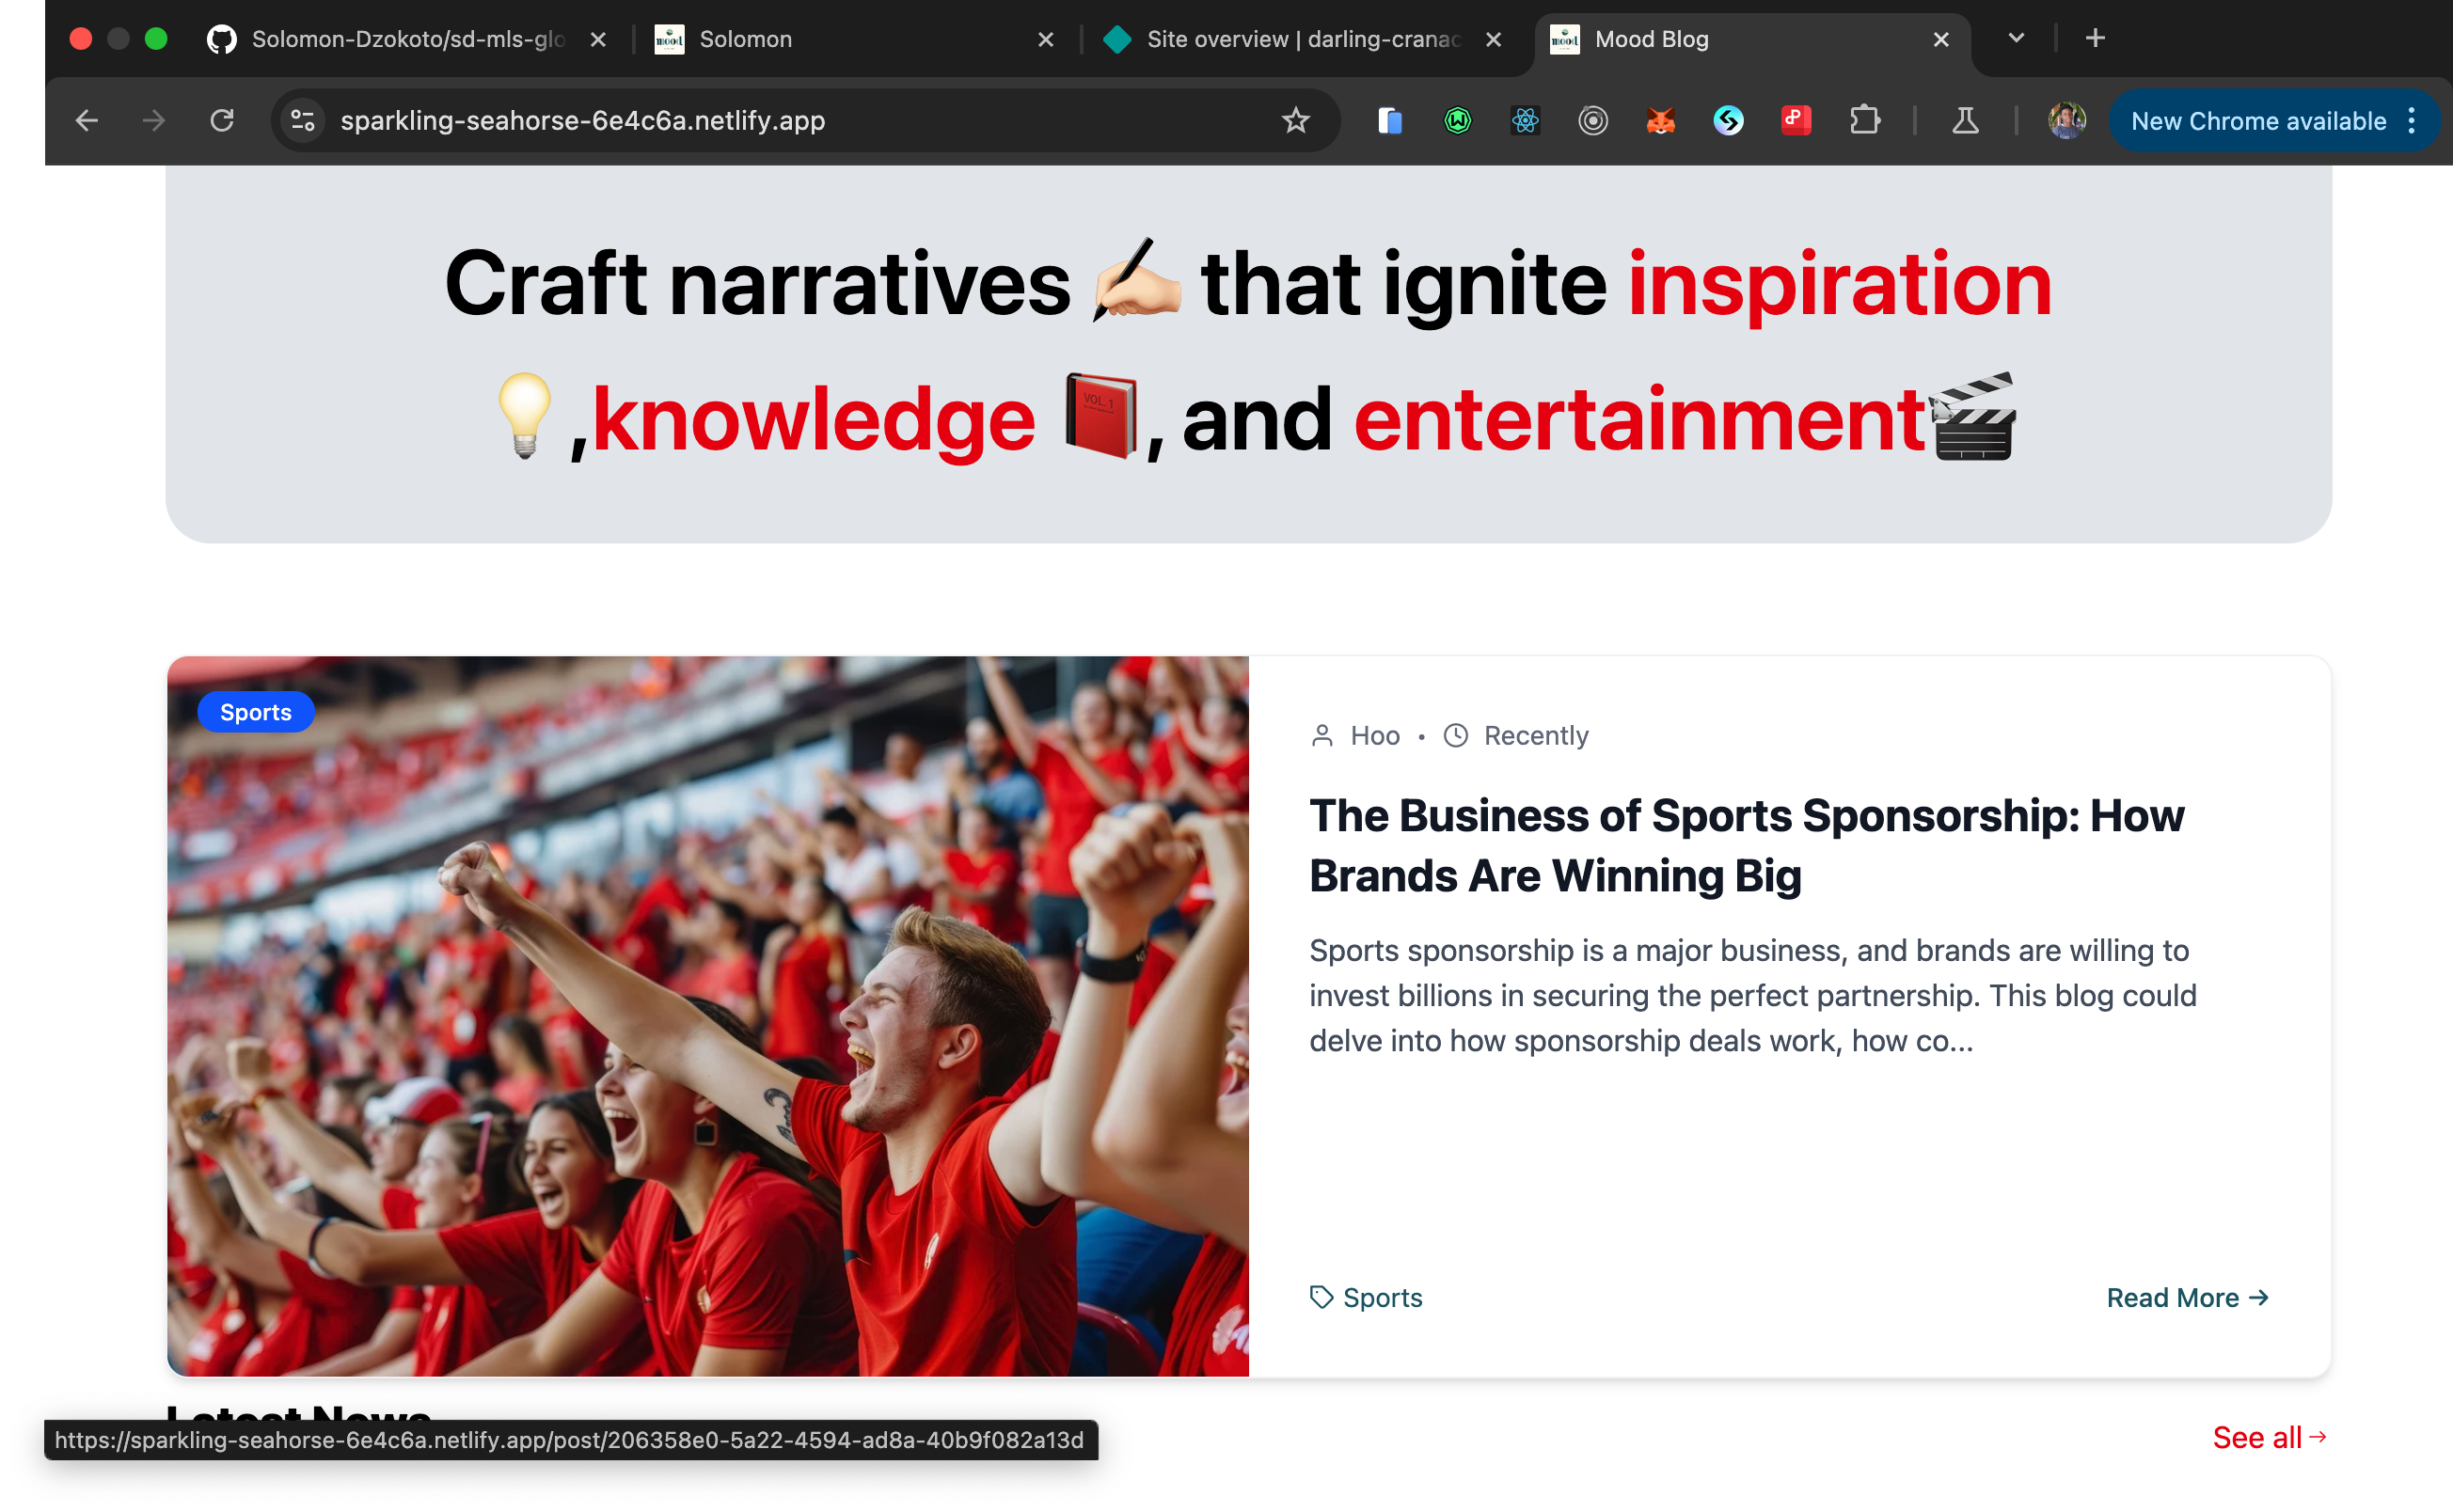 Solomon-Dzokoto/sd-mls-glo
Solomon
Site overview | darling-cranac
Mood Blog
sparkling-seahorse-6e4c6a.netlify.app
New Chrome available
Craft narratives ✍🏻 that ignite inspiration
💡,knowledge 📕, and entertainment🎬
Sports
Hoo • Recently
The Business of Sports Sponsorship: How
Brands Are Winning Big
Sports sponsorship is a major business, and brands are willing to
invest billions in securing the perfect partnership. This blog could
delve into how sponsorship deals work, how co...
Sports
Read More →
Latest News
See all →
https://sparkling-seahorse-6e4c6a.netlify.app/post/206358e0-5a22-4594-ad8a-40b9f082a13d